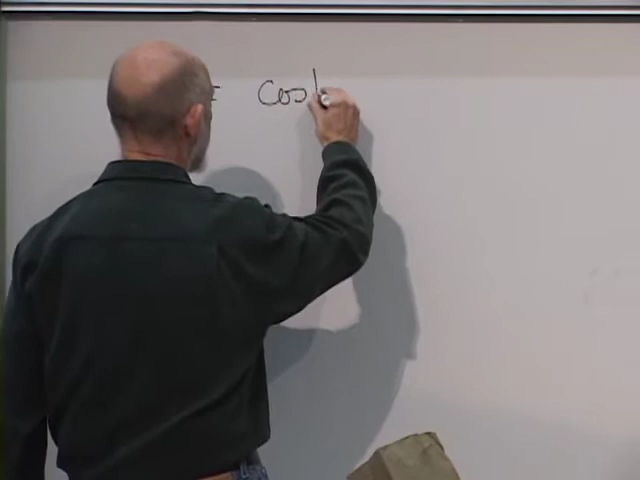 = Cos